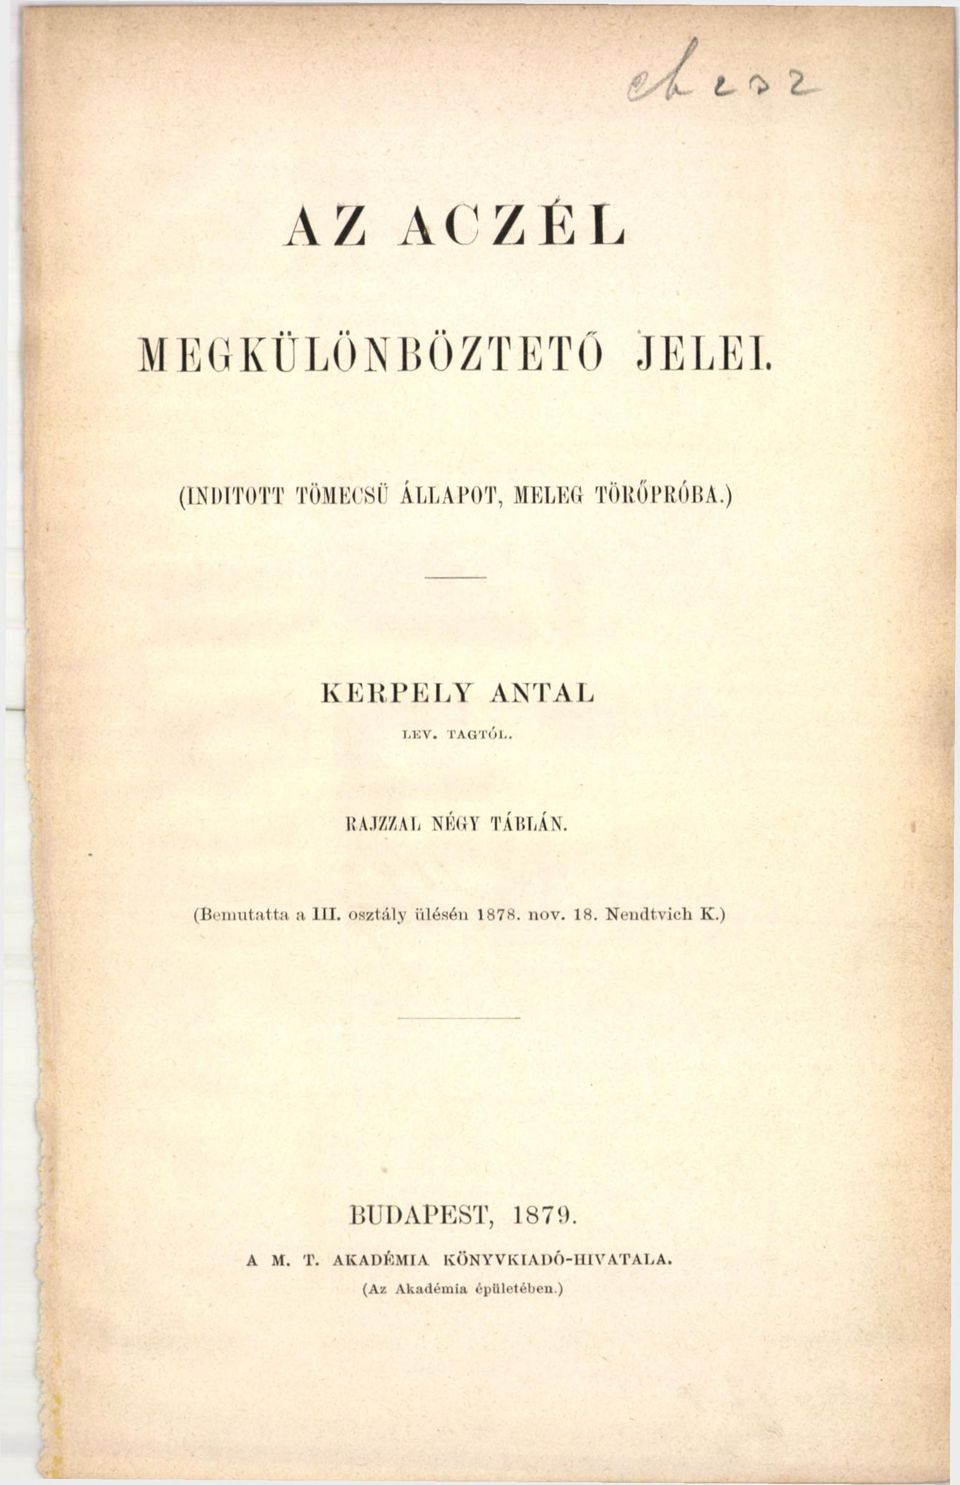 AZ ACZÉL
MEGKÜLÖNBÖZTETŐ JELEI.
(INDITOTT TÖMECSÜ ÁLLAPOT, MELEG TÖRŐPRÓBA.)
KERPELY ANTAL
LEV. TAGTÓL.
RAJZZAL NÉGY TÁBLÁN.
(Bemutatta a III. osztály ülésén 1878. nov. 18. Nendtvich K.)
BUDAPEST, 1879.
A M. T. AKADÉMIA KÖNYVKIADÓ-HIVATALA.
(Az Akadémia épületében.)